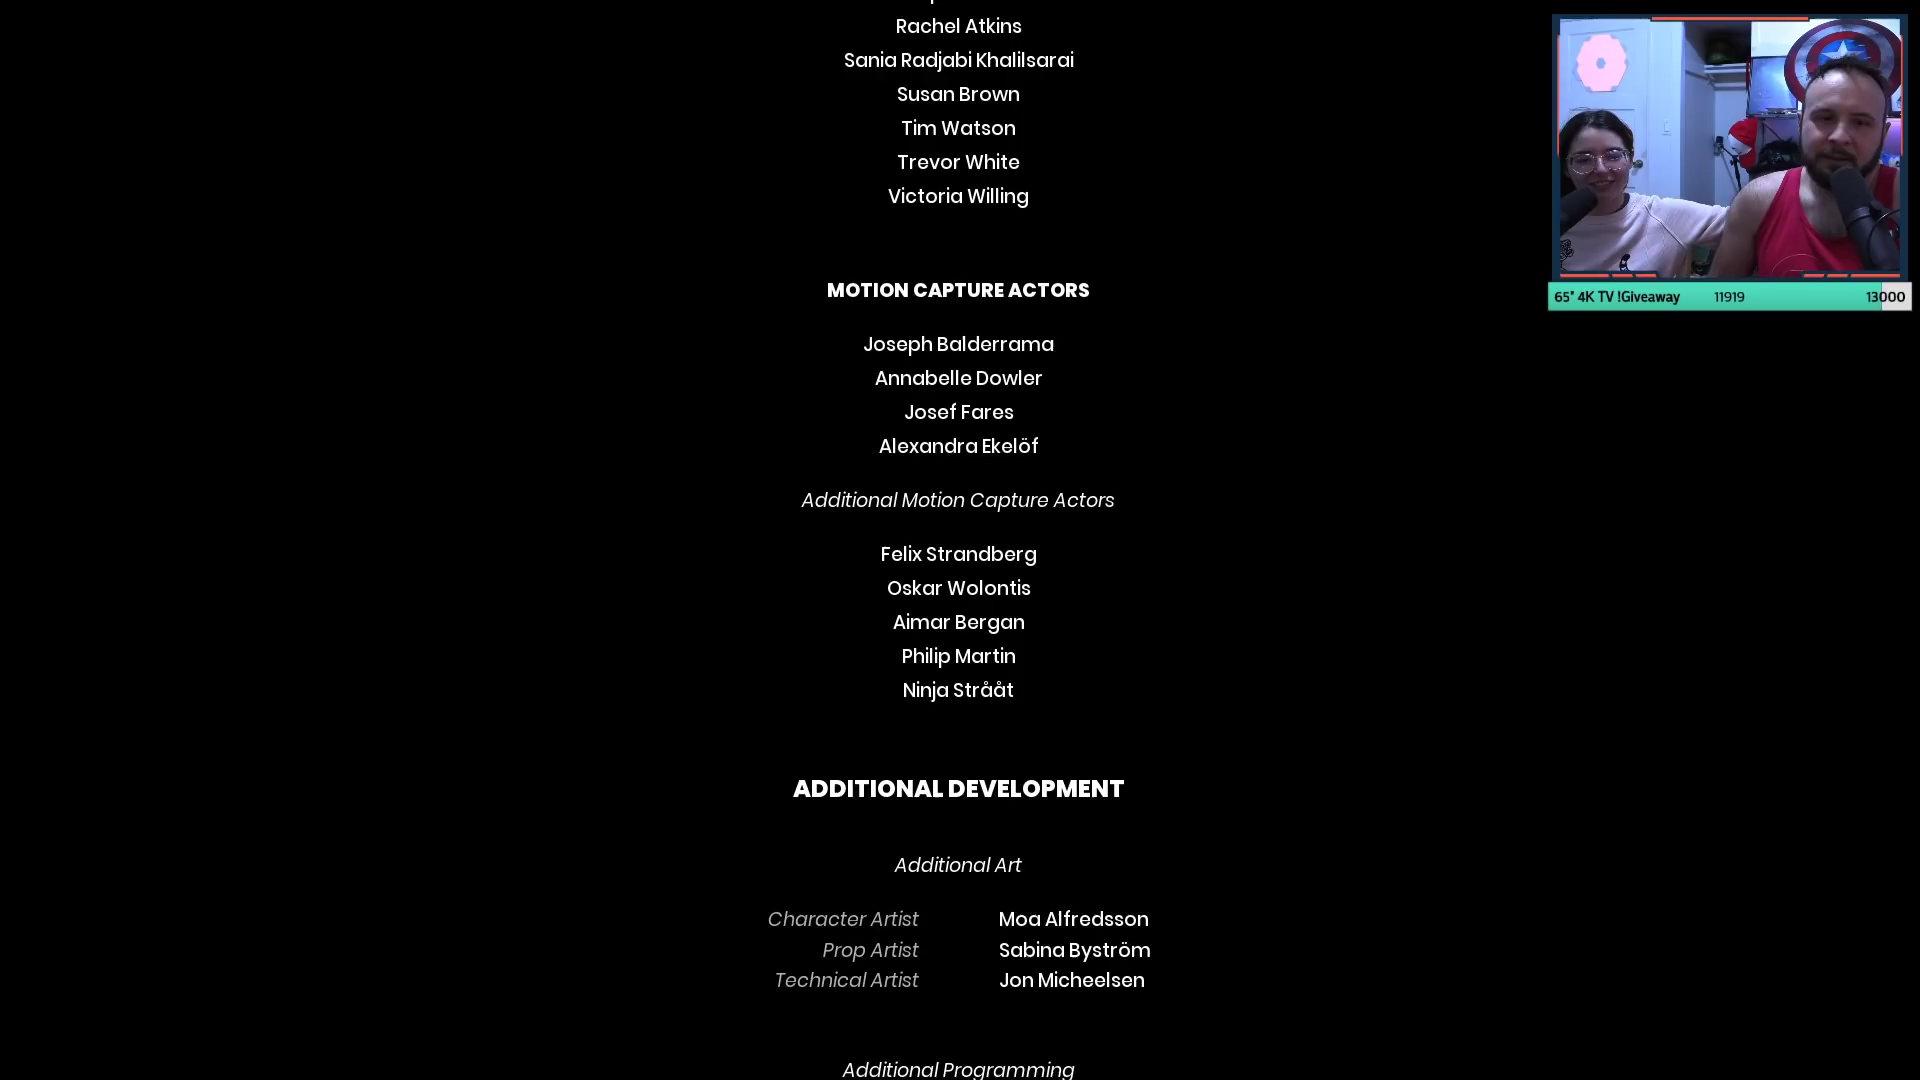 Rachel Atkins
Sania Radjabi Khalilsarai
Susan Brown
Tim Watson
Trevor White
Victoria Willing
MOTION CAPTURE ACTORS
Joseph Balderrama
Annabelle Dowler
Josef Fares
Alexandra Ekelöf
Additional Motion Capture Actors
Felix Strandberg
Oskar Wolontis
Aimar Bergan
Philip Martin
Ninja Strååt
ADDITIONAL DEVELOPMENT
Additional Art
Character Artist Moa Alfredsson
Prop Artist Sabina Byström
Technical Artist Jon Micheelsen
Additional Programming
65" 4K TV !Giveaway 11919 13000